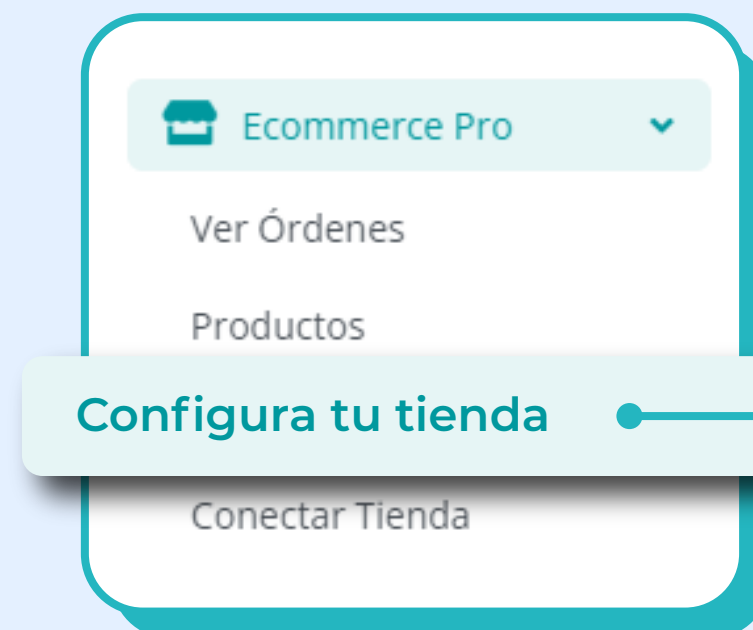 Ecommerce Pro
Ver Órdenes
Productos
Configura tu tienda
Conectar Tienda